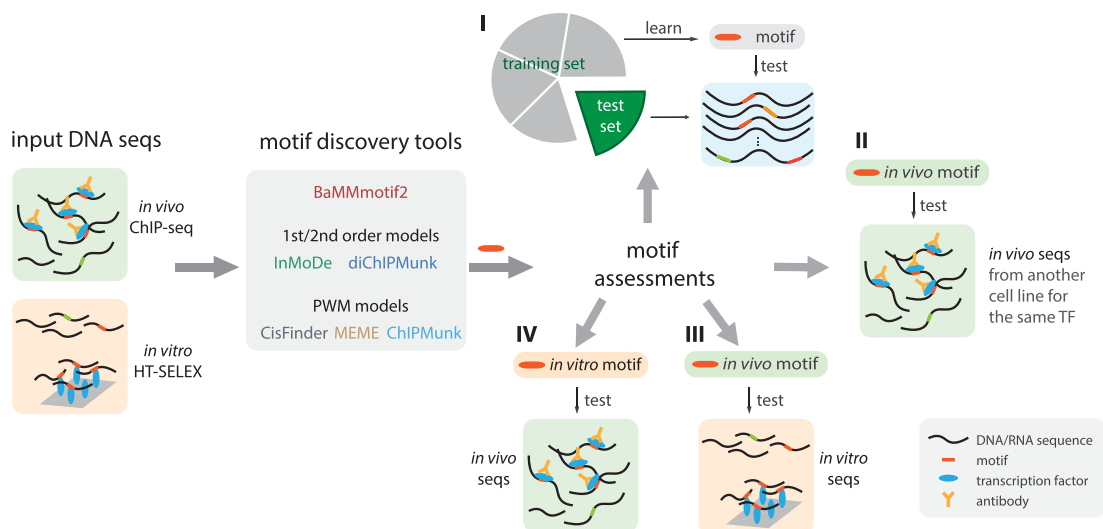 I
training set
test
set
learn
motif
test
input DNA seqs
in vivo
ChIP-seq
in vitro
HT-SELEX
motif discovery tools
BaMMmotif2
1st/2nd order models
InMoDe diChIPMunk
PWM models
CisFinder MEME ChIPMunk
motif
assessments
II
in vivo motif
test
in vivo seqs
from another
cell line for
the same TF
IV
in vitro motif
test
in vivo
seqs
III
in vivo motif
test
in vitro
seqs
DNA/RNA sequence
motif
transcription factor
antibody